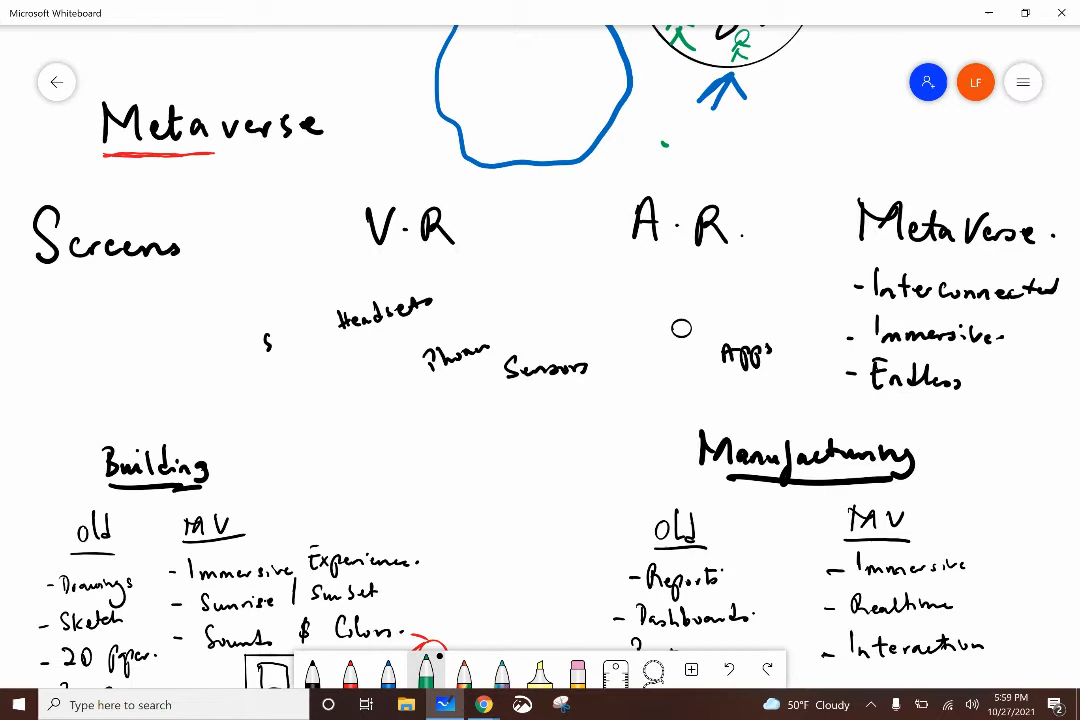 Microsoft Whiteboard
LF
Metaverse
Screens
V.R
A.R.
Metaverse.
- Interconnected
- Immersive
- Endless
Headsets
S
Phones
Sensors
Apps
Building
Old
MV
- Drawings
- Sketch
- 2D Paper.
- Immersive Experience.
- Sunrise / Sunset
- Sounds & Colors.
Manufacturing
Old
MV
- Reports
- Dashboards.
- Immersive
- Realtime
- Interaction
Type here to search
50°F Cloudy
5:59 PM
10/27/2021
2